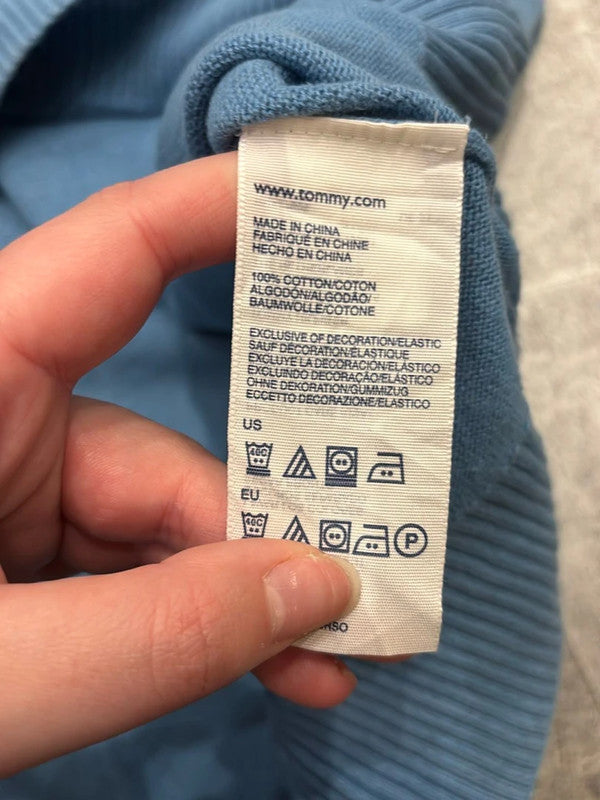 www.tommy.com
MADE IN CHINA
FABRIQUÉ EN CHINE
HECHO EN CHINA
100% COTTON/COTON
ALGODÓN/ALGODÃO/
BAUMWOLLE/COTONE
EXCLUSIVE OF DECORATION/ELASTIC
SAUF DÉCORATION/ÉLASTIQUE
EXCLUYE LA DECORACIÓN/ELÁSTICO
EXCLUINDO DECORAÇÃO/ELÁSTICO
OHNE DEKORATION/GUMMIZUG
ECCETTO DECORAZIONE/ELASTICO
US
40C
EU
40C
P